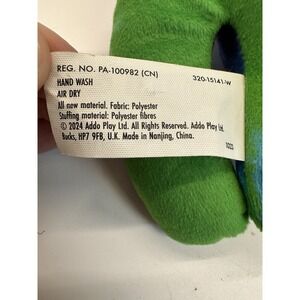 REG. NO. PA-100982 (CN) 320-15141-W
HAND WASH
AIR DRY
All new material. Fabric: Polyester
Stuffing material: Polyester fibres
© 2024 Addo Play Ltd. All Rights Reserved. Addo Play Ltd.
Bucks, HP7 9FB, U.K. Made in Nanjing, China.
1023